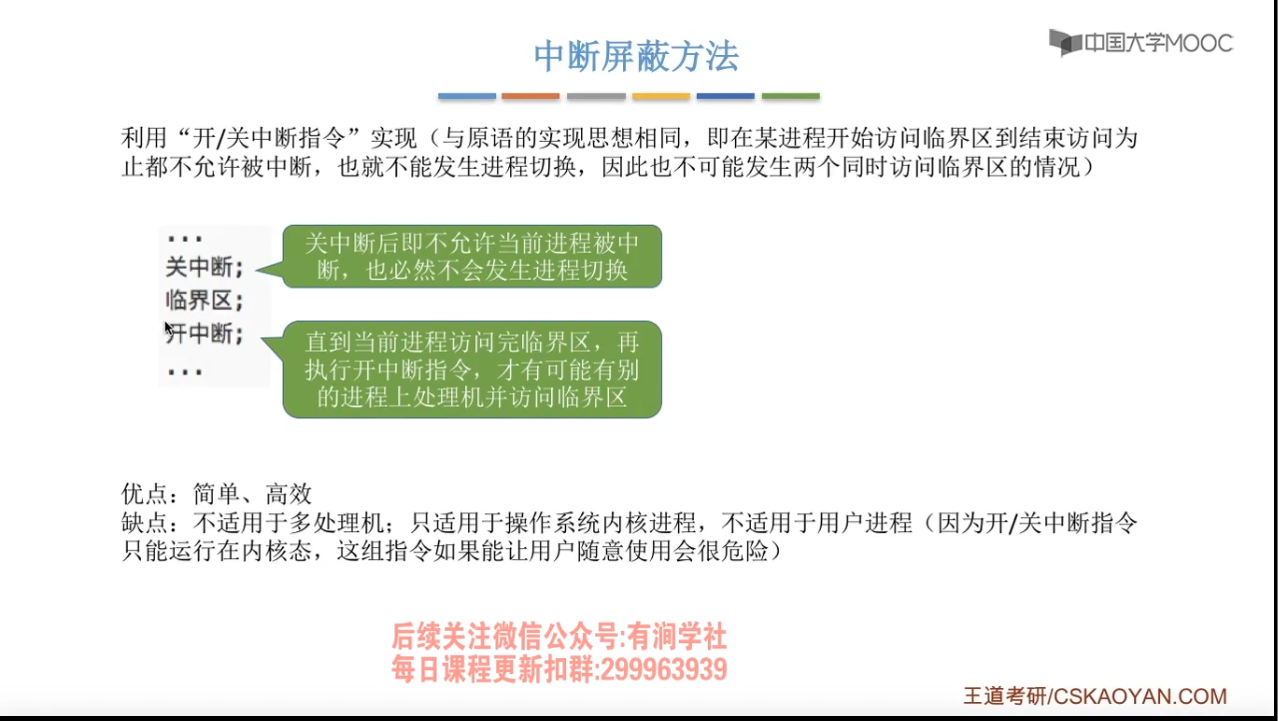 中国大学MOOC
中断屏蔽方法
利用“开/关中断指令”实现（与原语的实现思想相同，即在某进程开始访问临界区到结束访问为
止都不允许被中断，也就不能发生进程切换，因此也不可能发生两个同时访问临界区的情况）
...
关中断;
临界区;
开中断;
...
关中断后即不允许当前进程被中
断，也必然不会发生进程切换
直到当前进程访问完临界区，再
执行开中断指令，才有可能有别
的进程上处理机并访问临界区
优点：简单、高效
缺点：不适用于多处理机；只适用于操作系统内核进程，不适用于用户进程（因为开/关中断指令
只能运行在内核态，这组指令如果能让用户随意使用会很危险）
后续关注微信公众号:有涧学社
每日课程更新扣群:299963939
王道考研/CSKAOYAN.COM